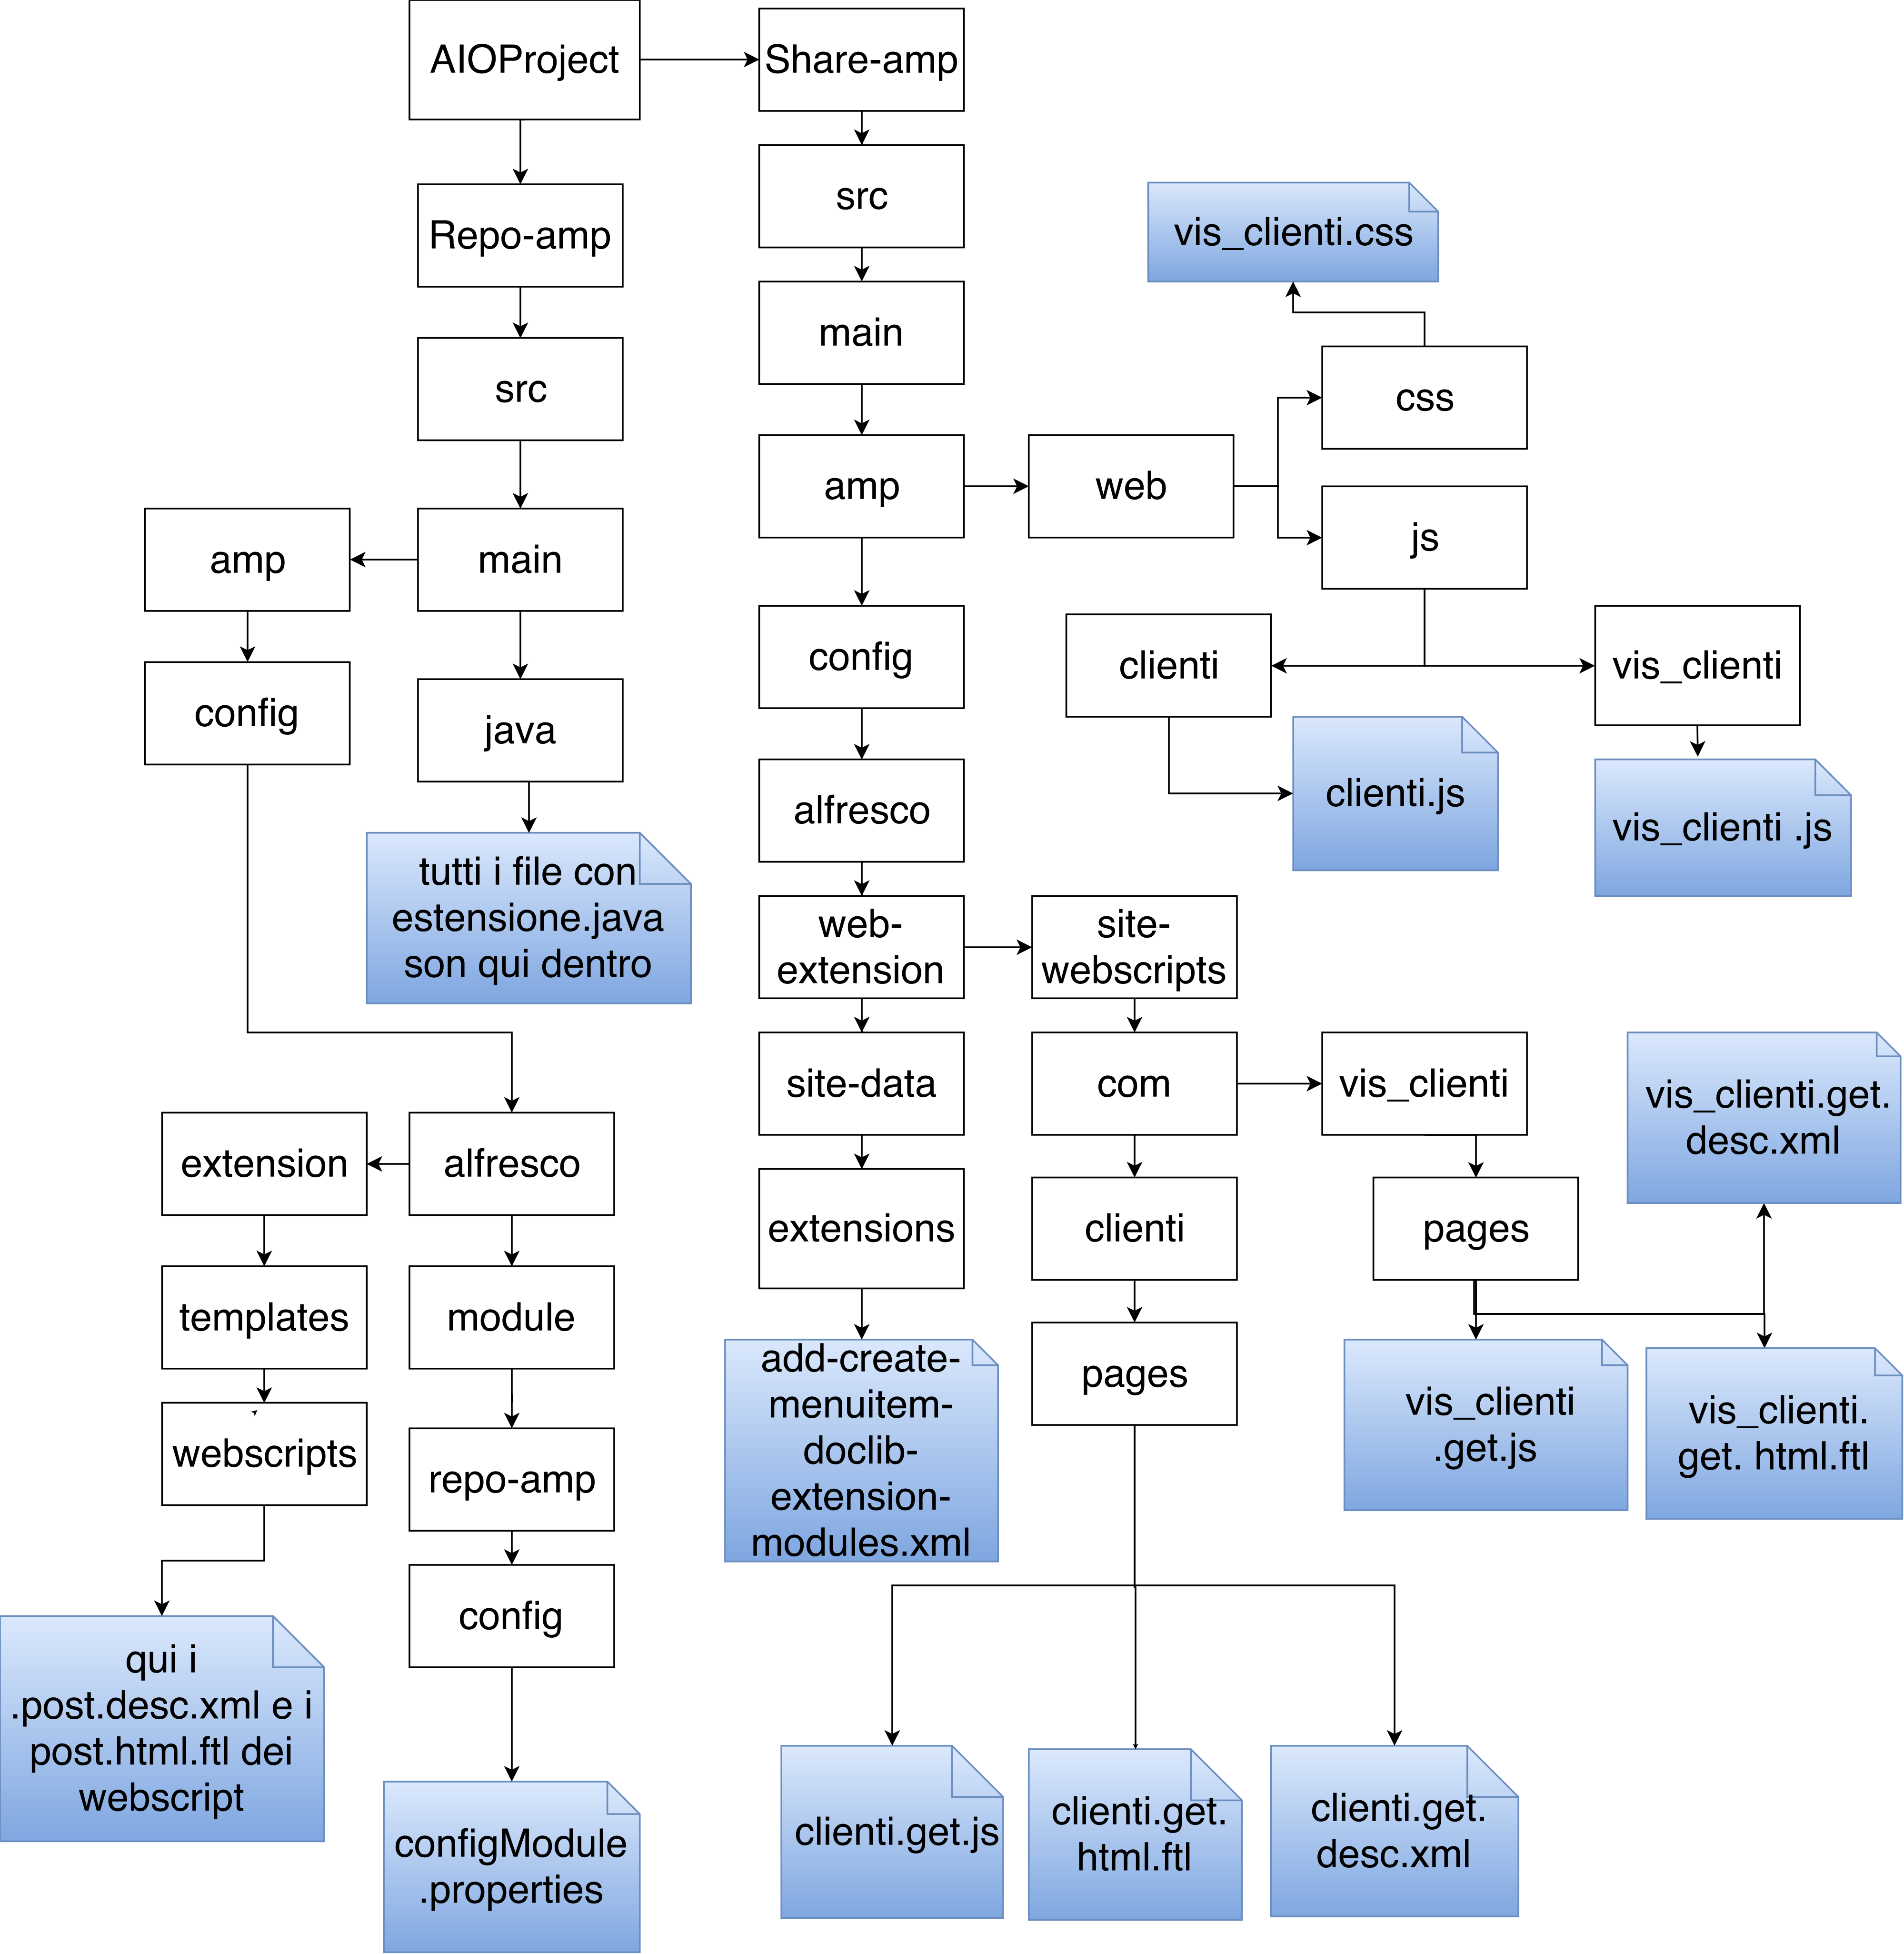 AIOProject
Share-amp
Repo-amp
src
vis_clienti.css
main
src
css
amp
web
js
amp
main
config
clienti
vis_clienti
config
java
clienti.js
vis_clienti .js
alfresco
tutti i file con
estensione.java
son qui dentro
web-
extension
site-
webscripts
site-data
com
vis_clienti
vis_clienti.get.
desc.xml
extension
alfresco
extensions
clienti
pages
templates
module
add-create-
menuitem-
doclib-
extension-
modules.xml
pages
vis_clienti
.get.js
vis_clienti.
get. html.ftl
webscripts
repo-amp
config
qui i
.post.desc.xml e i
post.html.ftl dei
webscript
configModule
.properties
clienti.get.js
clienti.get.
html.ftl
clienti.get.
desc.xml